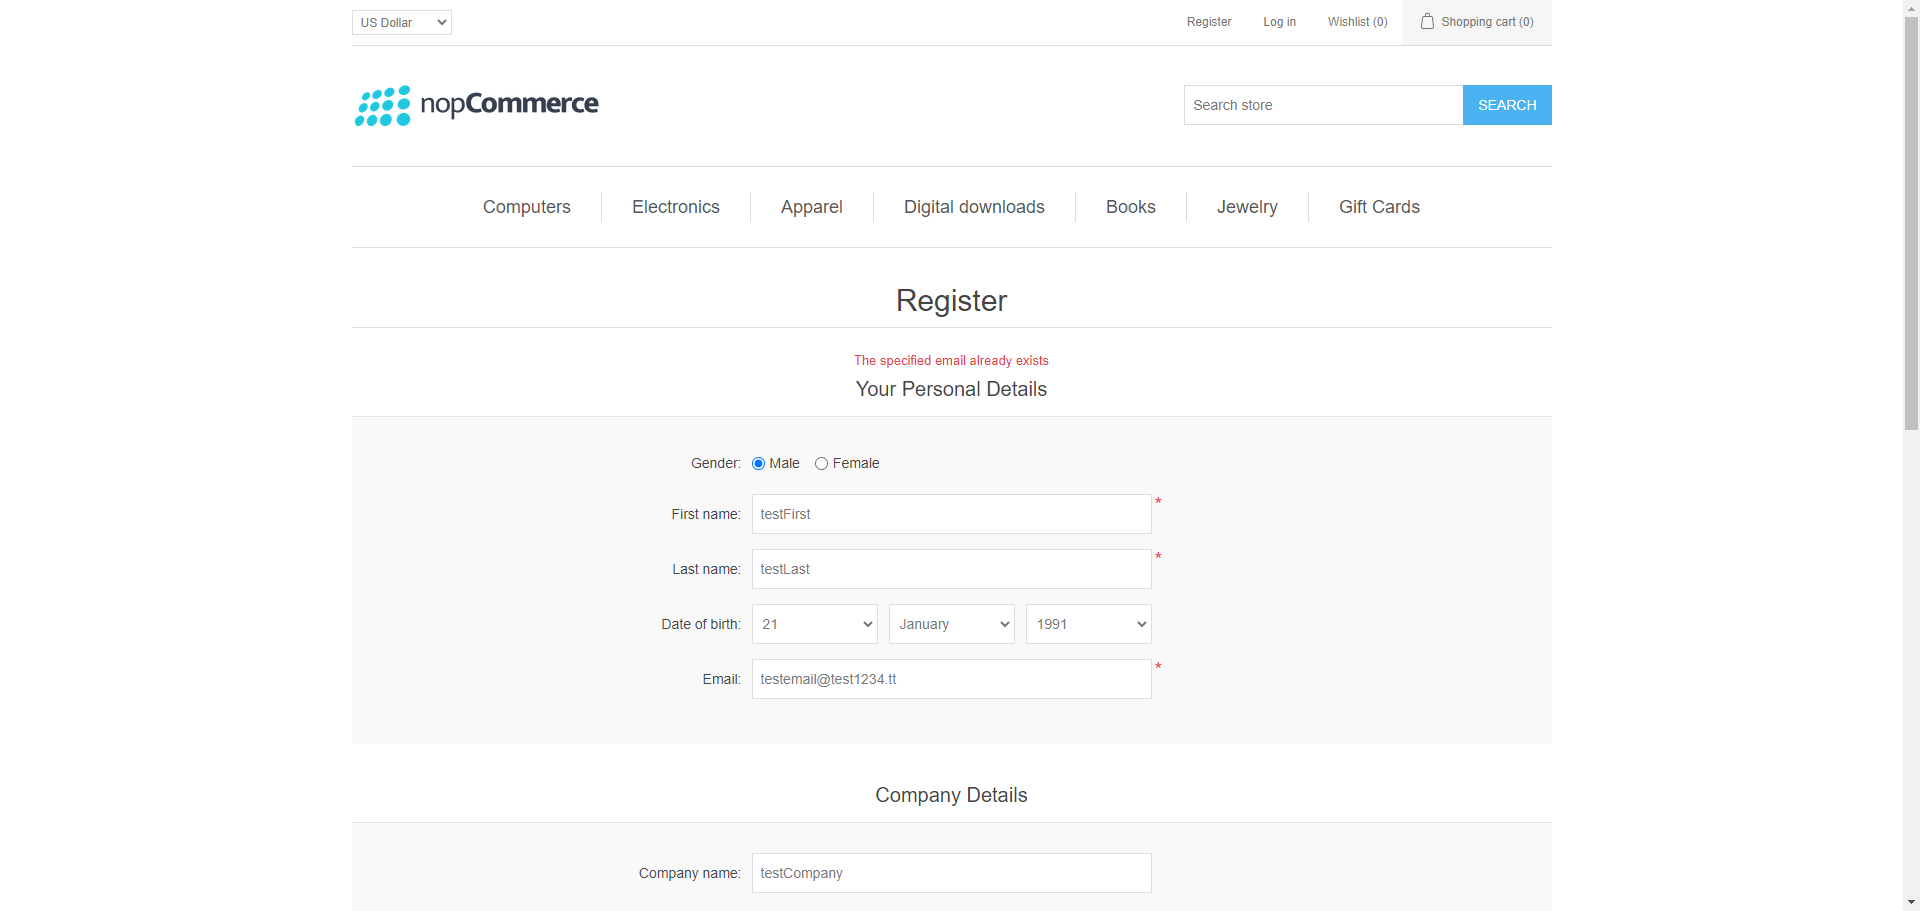 US Dollar
Register Log in Wishlist (0) Shopping cart (0)
nopCommerce
Search store SEARCH
Computers Electronics Apparel Digital downloads Books Jewelry Gift Cards
Register
The specified email already exists
Your Personal Details
Gender: Male Female
First name: testFirst *
Last name: testLast *
Date of birth: 21 January 1991
Email: testemail@test1234.tt *
Company Details
Company name: testCompany